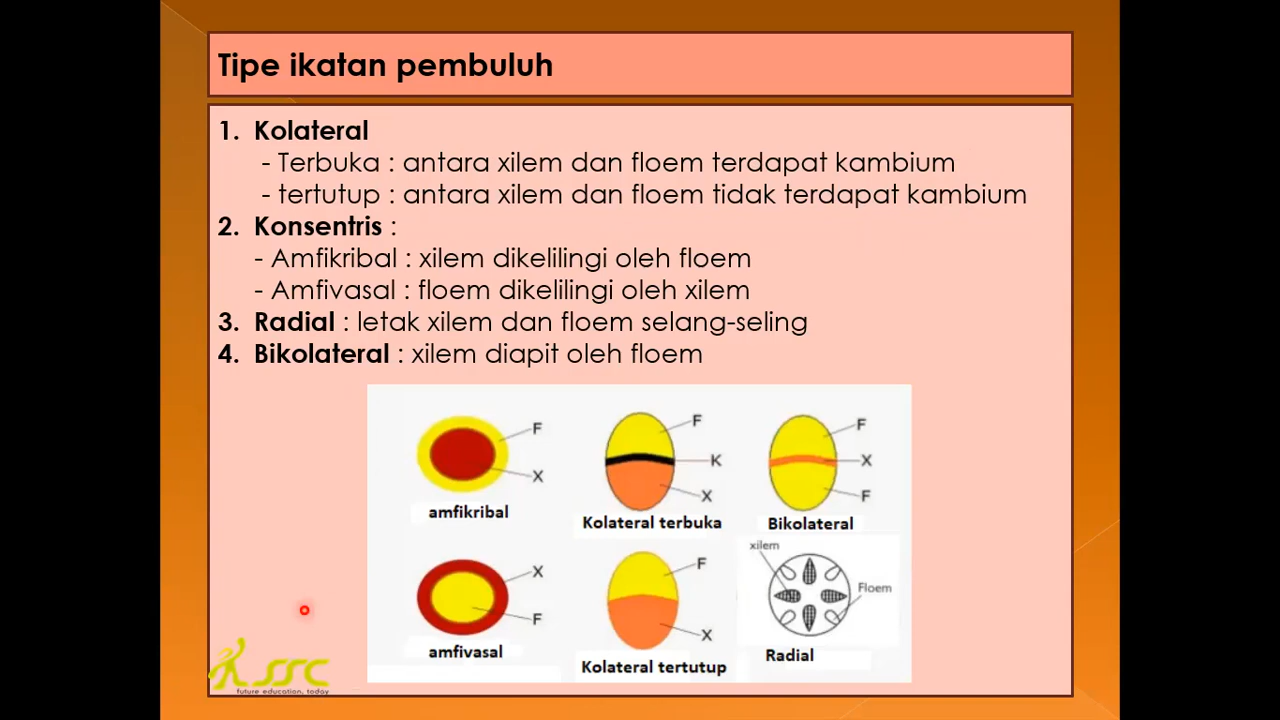 Tipe ikatan pembuluh
1. Kolateral
- Terbuka : antara xilem dan floem terdapat kambium
- tertutup : antara xilem dan floem tidak terdapat kambium
2. Konsentris :
- Amfikribal : xilem dikelilingi oleh floem
- Amfivasal : floem dikelilingi oleh xilem
3. Radial : letak xilem dan floem selang-seling
4. Bikolateral : xilem diapit oleh floem
F
X
amfikribal
F
K
X
Kolateral terbuka
F
X
F
Bikolateral
X
F
amfivasal
F
X
Kolateral tertutup
xilem
Floem
Radial
SSC
future education, today